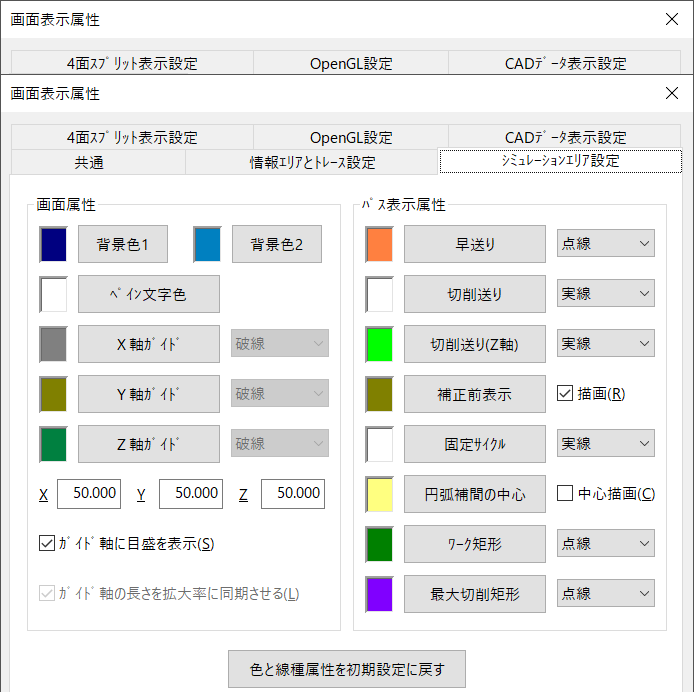 画面表示属性
4面ｽﾌﾟﾘｯﾄ表示設定 OpenGL設定 CADﾃﾞｰﾀ表示設定
画面表示属性
4面ｽﾌﾟﾘｯﾄ表示設定 OpenGL設定 CADﾃﾞｰﾀ表示設定
共通 情報ｴﾘｱとﾄﾚｰｽ設定 ｼﾐｭﾚｰｼｮﾝｴﾘｱ設定
画面属性
背景色1 背景色2
ﾍﾟｲﾝ文字色
X 軸ｶﾞｲﾄﾞ 破線
Y 軸ｶﾞｲﾄﾞ 破線
Z 軸ｶﾞｲﾄﾞ 破線
X 50.000 Y 50.000 Z 50.000
ｶﾞｲﾄﾞ軸に目盛を表示(S)
ｶﾞｲﾄﾞ軸の長さを拡大率に同期させる(L)
ﾊﾟｽ表示属性
早送り 点線
切削送り 実線
切削送り(Z軸) 実線
補正前表示 描画(R)
固定ｻｲｸﾙ 実線
円弧補間の中心 中心描画(C)
ﾜｰｸ矩形 点線
最大切削矩形 点線
色と線種属性を初期設定に戻す